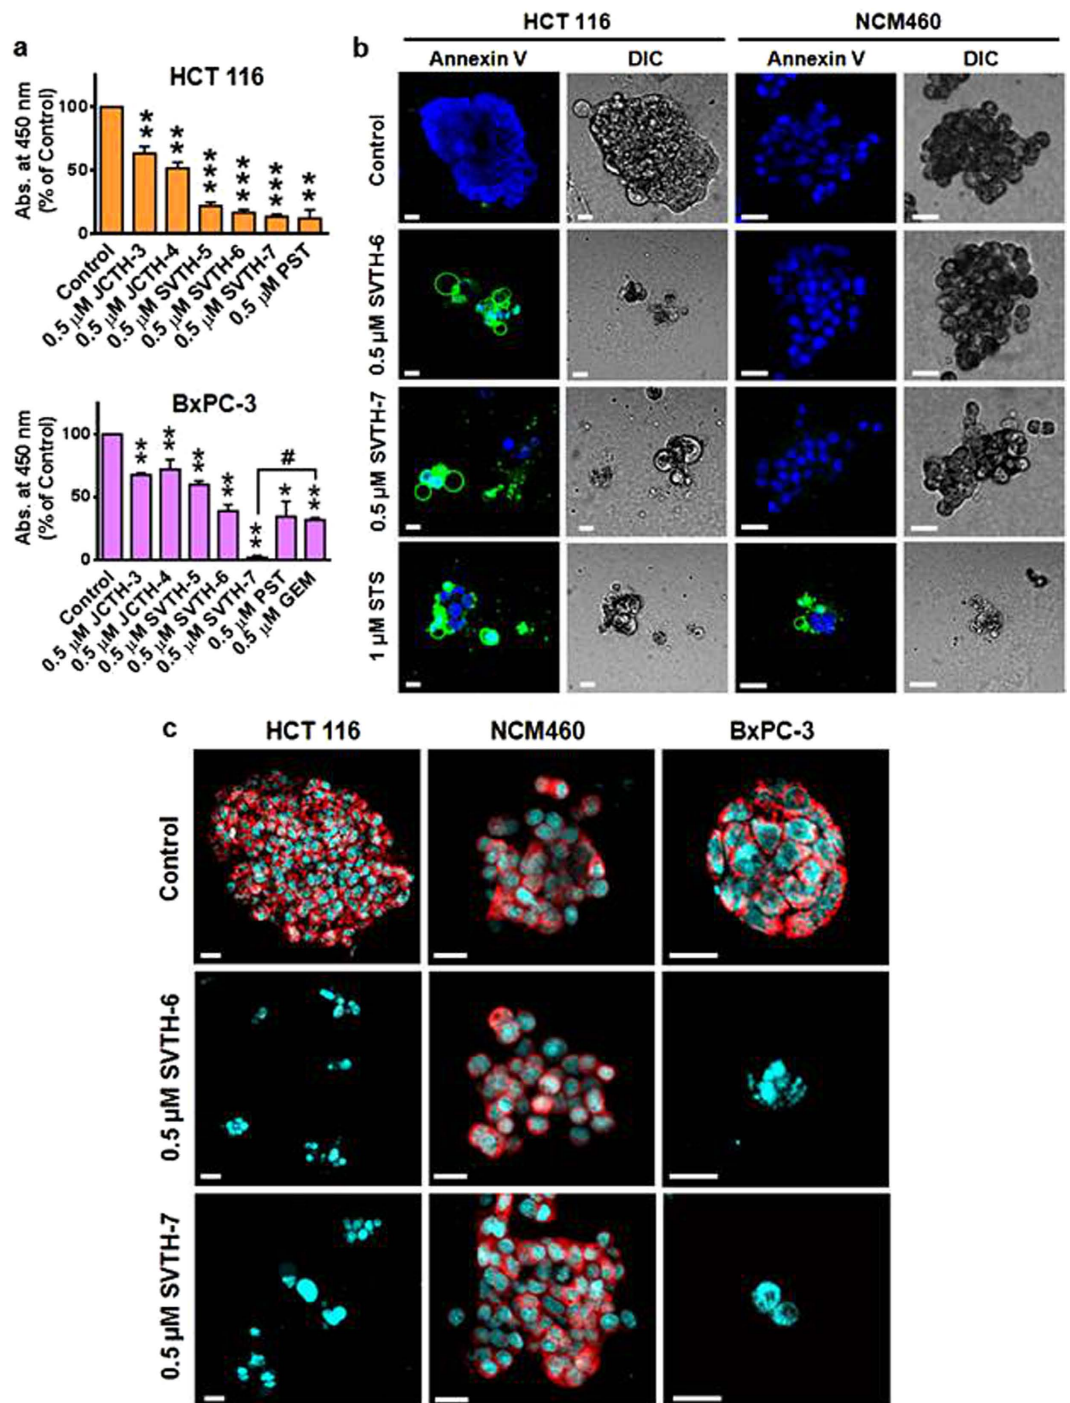 a
HCT 116
Abs. at 450 nm
(% of Control)
100
50
0
**
**
***
***
***
**
Control
0.5 µM JCTH-3
0.5 µM JCTH-4
0.5 µM SVTH-5
0.5 µM SVTH-6
0.5 µM SVTH-7
0.5 µM PST
BxPC-3
Abs. at 450 nm
(% of Control)
100
50
0
**
**
**
**
**
*
**
#
Control
0.5 µM JCTH-3
0.5 µM JCTH-4
0.5 µM SVTH-5
0.5 µM SVTH-6
0.5 µM SVTH-7
0.5 µM PST
0.5 µM GEM
b
HCT 116
NCM460
Annexin V
DIC
Annexin V
DIC
Control
0.5 µM SVTH-6
0.5 µM SVTH-7
1 µM STS
c
HCT 116
NCM460
BxPC-3
Control
0.5 µM SVTH-6
0.5 µM SVTH-7